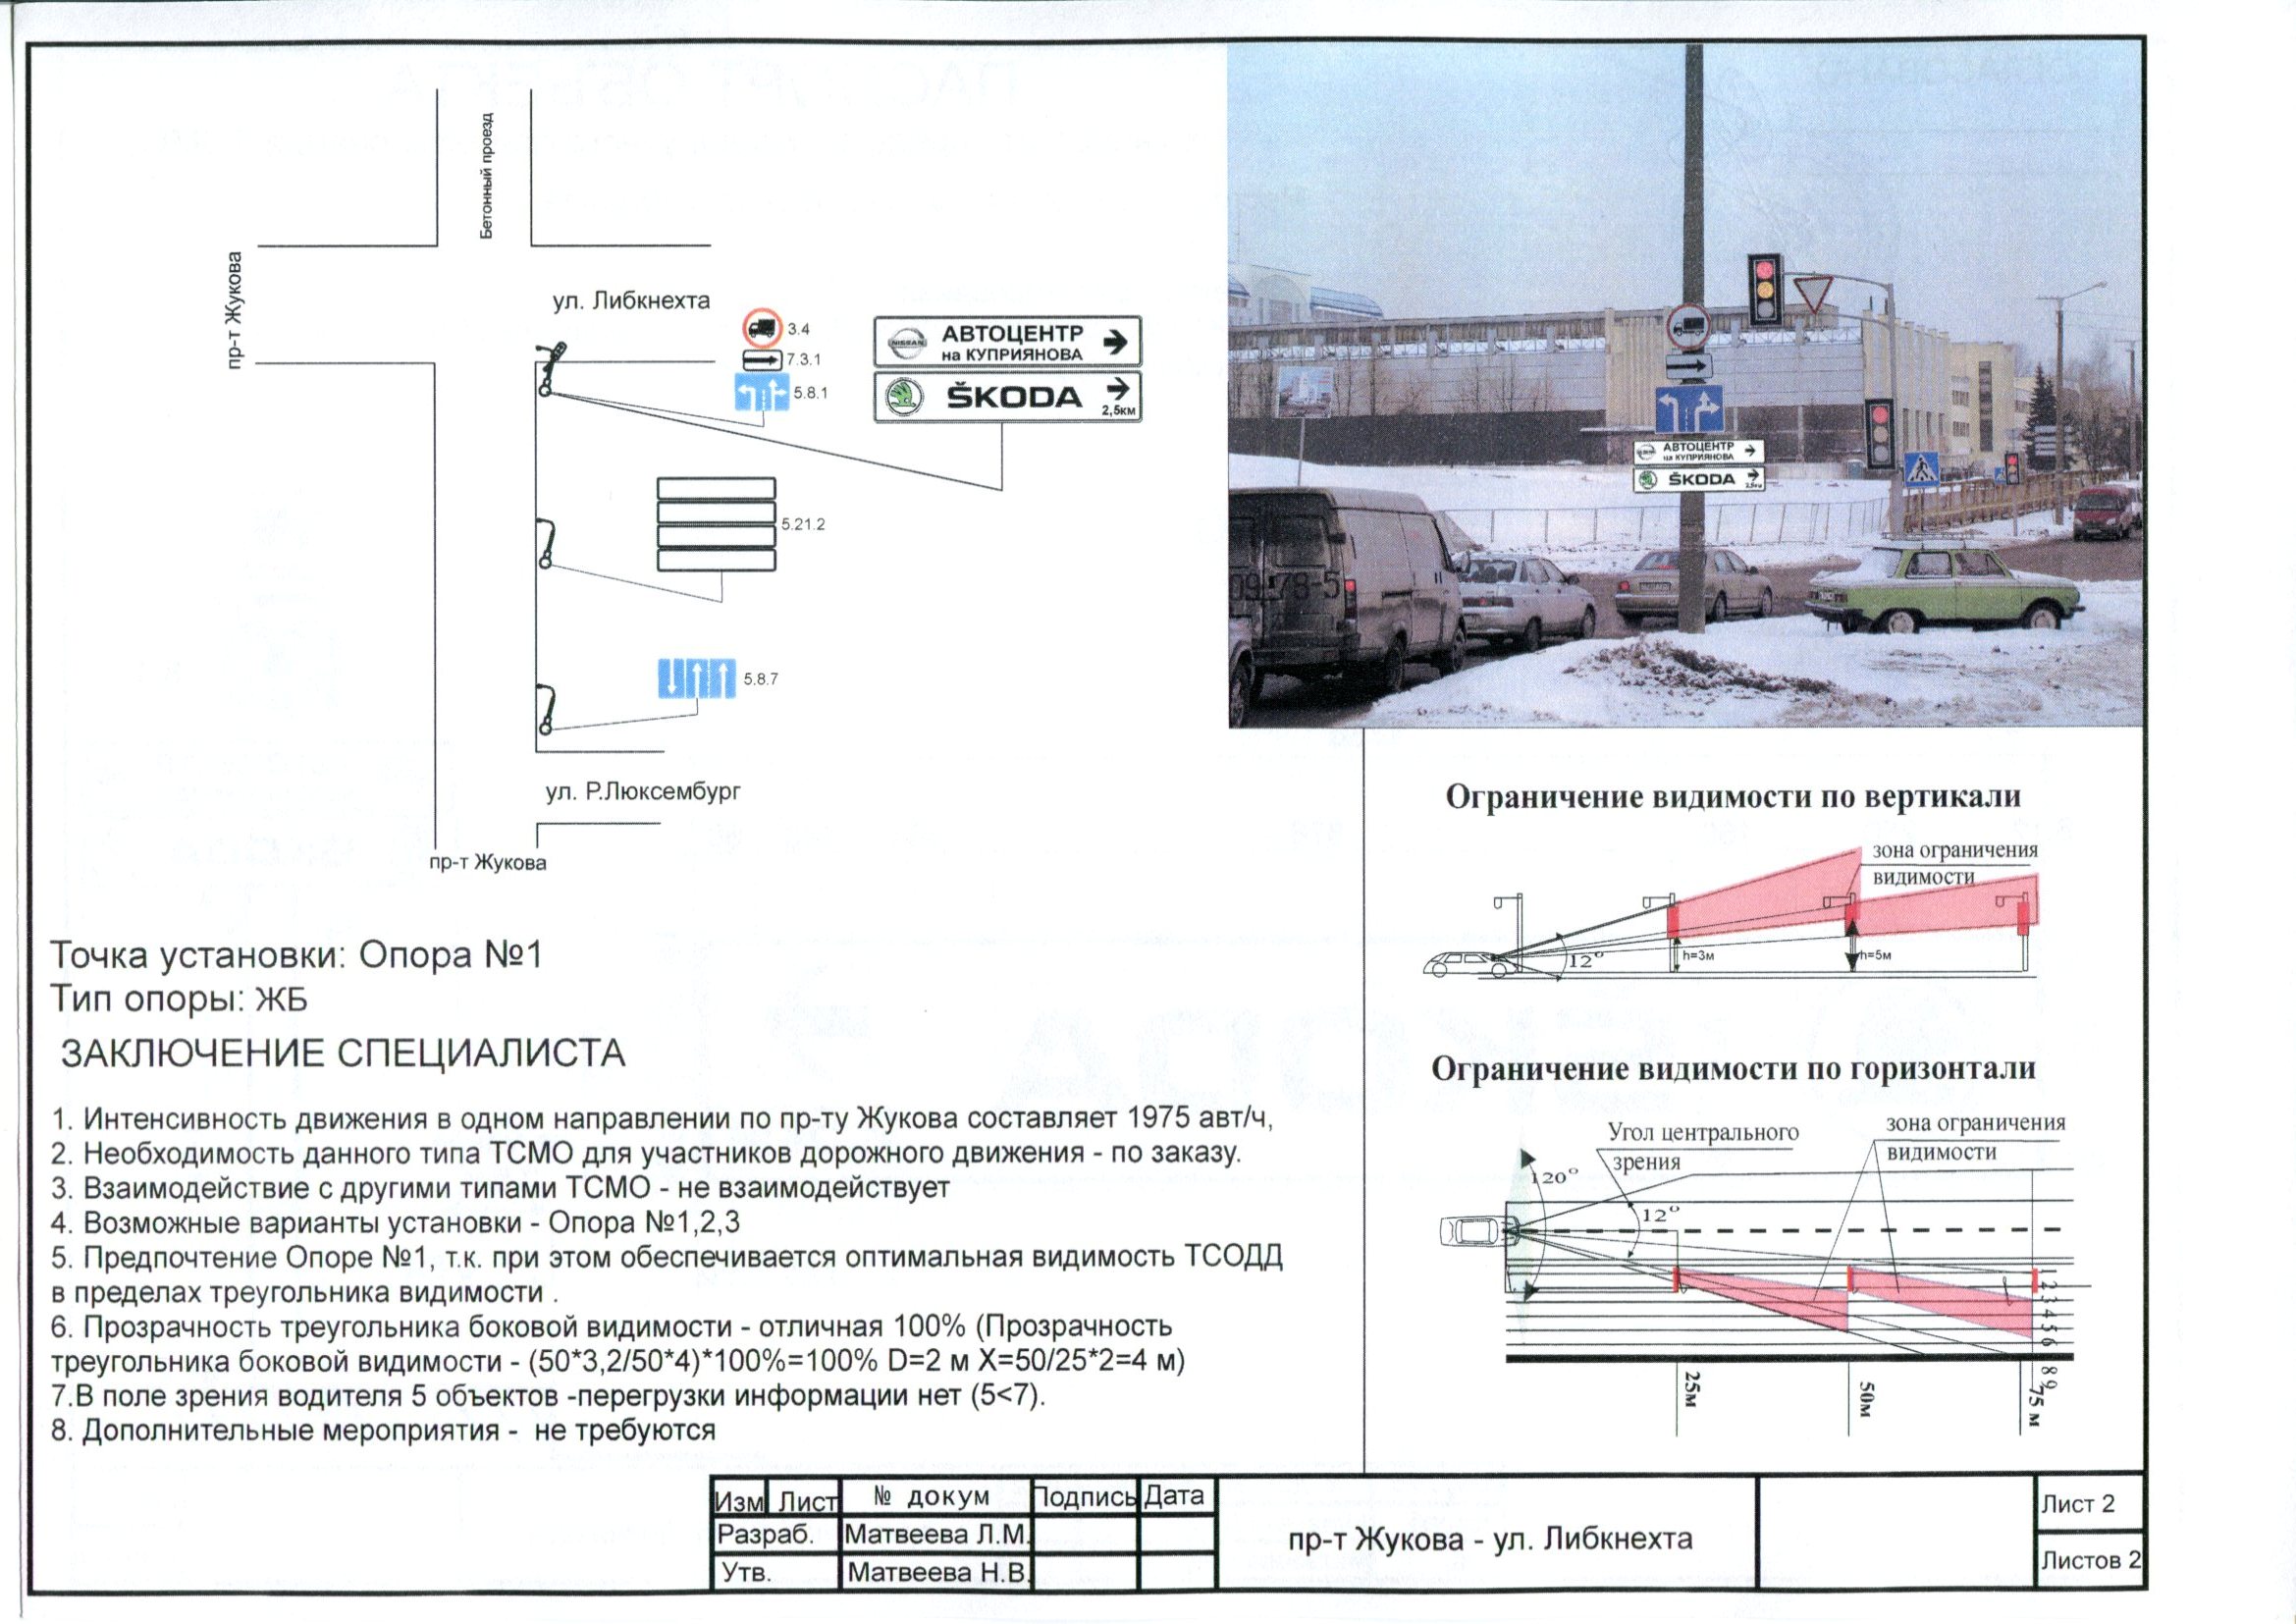 Бетонный проезд
пр-т Жукова
ул. Либкнехта
3.4
7.3.1
5.8.1
NISSAN
АВТОЦЕНТР
на КУПРИЯНОВА
ŠKODA
2,5км
5.21.2
5.8.7
ул. Р.Люксембург
пр-т Жукова
АВТОЦЕНТР
на КУПРИЯНОВА
ŠKODA
2,5км
09 78-5
Ограничение видимости по вертикали
зона ограничения
видимости
12°
h=3м
h=5м
Ограничение видимости по горизонтали
Угол центрального
зрения
зона ограничения
видимости
120°
12°
1 2 3 4 5 6 8 9
25м
50м
75 м
Точка установки: Опора №1
Тип опоры: ЖБ
ЗАКЛЮЧЕНИЕ СПЕЦИАЛИСТА
1. Интенсивность движения в одном направлении по пр-ту Жукова составляет 1975 авт/ч,
2. Необходимость данного типа ТСМО для участников дорожного движения - по заказу.
3. Взаимодействие с другими типами ТСМО - не взаимодействует
4. Возможные варианты установки - Опора №1,2,3
5. Предпочтение Опоре №1, т.к. при этом обеспечивается оптимальная видимость ТСОДД
в пределах треугольника видимости .
6. Прозрачность треугольника боковой видимости - отличная 100% (Прозрачность
треугольника боковой видимости - (50*3,2/50*4)*100%=100% D=2 м X=50/25*2=4 м)
7.В поле зрения водителя 5 объектов -перегрузки информации нет (5<7).
8. Дополнительные мероприятия - не требуются
Изм Лист № докум Подпись Дата
Разраб. Матвеева Л.М.
Утв. Матвеева Н.В.
пр-т Жукова - ул. Либкнехта
Лист 2
Листов 2